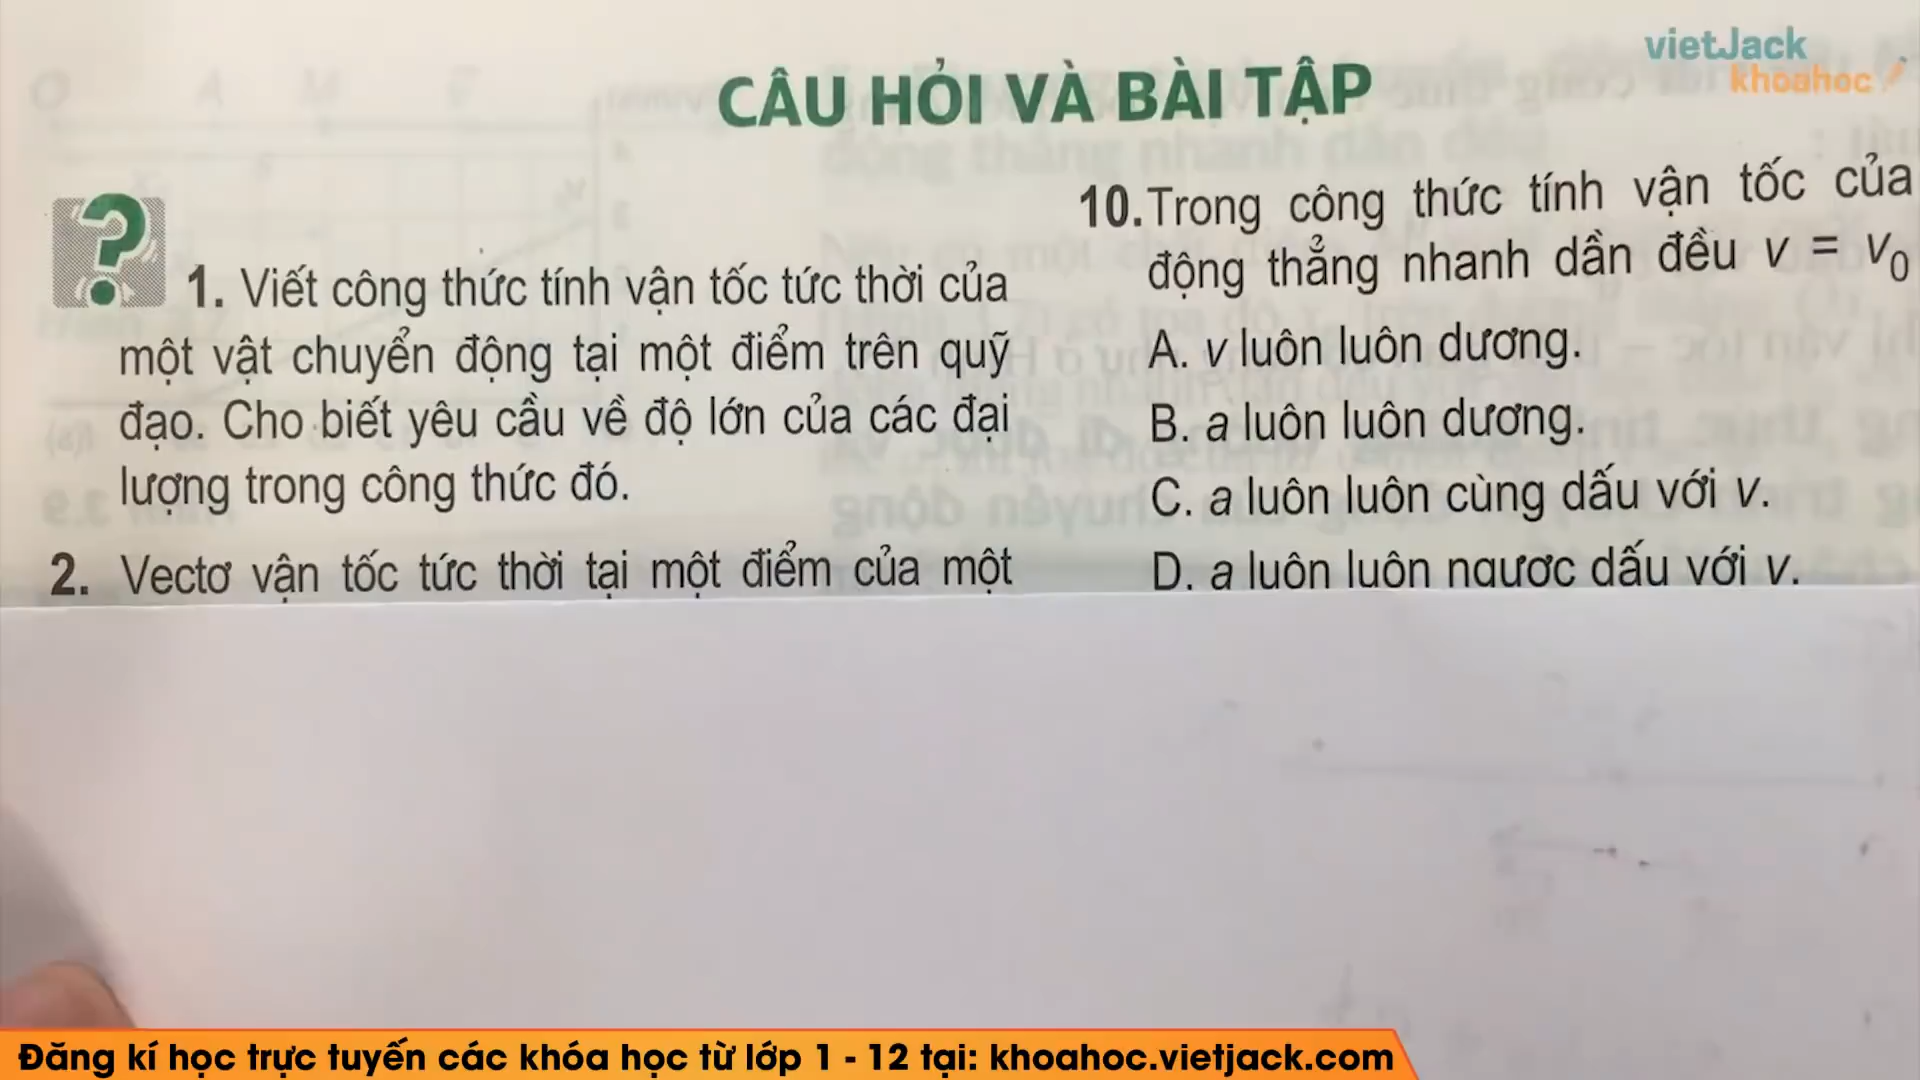 vietJack
khoahoc
CÂU HỎI VÀ BÀI TẬP
1. Viết công thức tính vận tốc tức thời của
một vật chuyển động tại một điểm trên quỹ
đạo. Cho biết yêu cầu về độ lớn của các đại
lượng trong công thức đó.
2. Vectơ vận tốc tức thời tại một điểm của một
10. Trong công thức tính vận tốc của
động thẳng nhanh dần đều v = v0
A. v luôn luôn dương.
B. a luôn luôn dương.
C. a luôn luôn cùng dấu với v.
D. a luôn luôn ngược dấu với v.
Đăng kí học trực tuyến các khóa học từ lớp 1 - 12 tại: khoahoc.vietjack.com